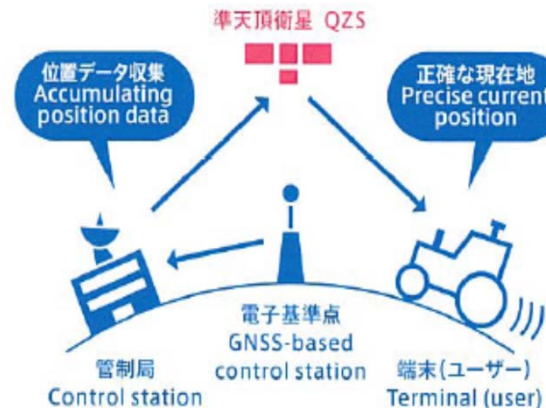 準天頂衛星 QZS
位置データ収集
Accumulating
position data
正確な現在地
Precise current
position
電子基準点
GNSS-based
control station
管制局
Control station
端末(ユーザー)
Terminal (user)